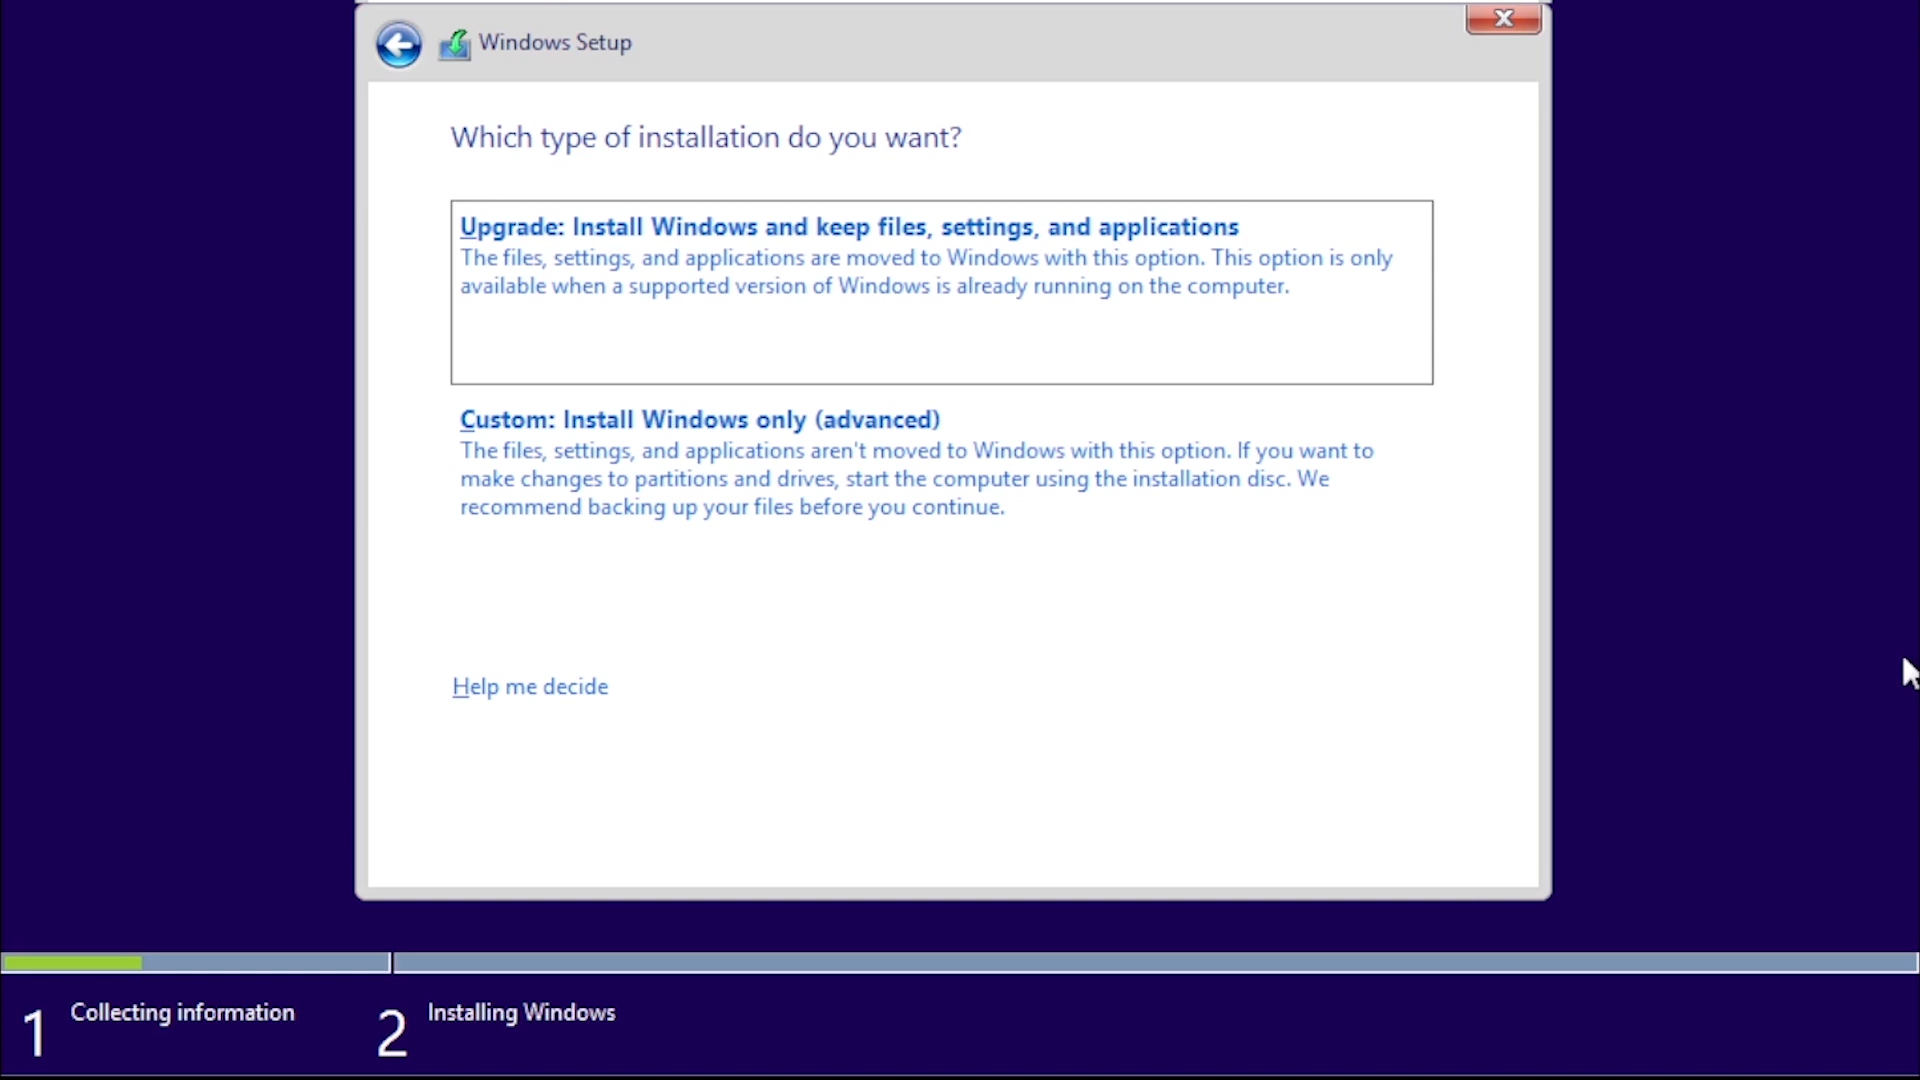 Windows Setup
Which type of installation do you want?
Upgrade: Install Windows and keep files, settings, and applications
The files, settings, and applications are moved to Windows with this option. This option is only
available when a supported version of Windows is already running on the computer.
Custom: Install Windows only (advanced)
The files, settings, and applications aren't moved to Windows with this option. If you want to
make changes to partitions and drives, start the computer using the installation disc. We
recommend backing up your files before you continue.
Help me decide
1 Collecting information
2 Installing Windows